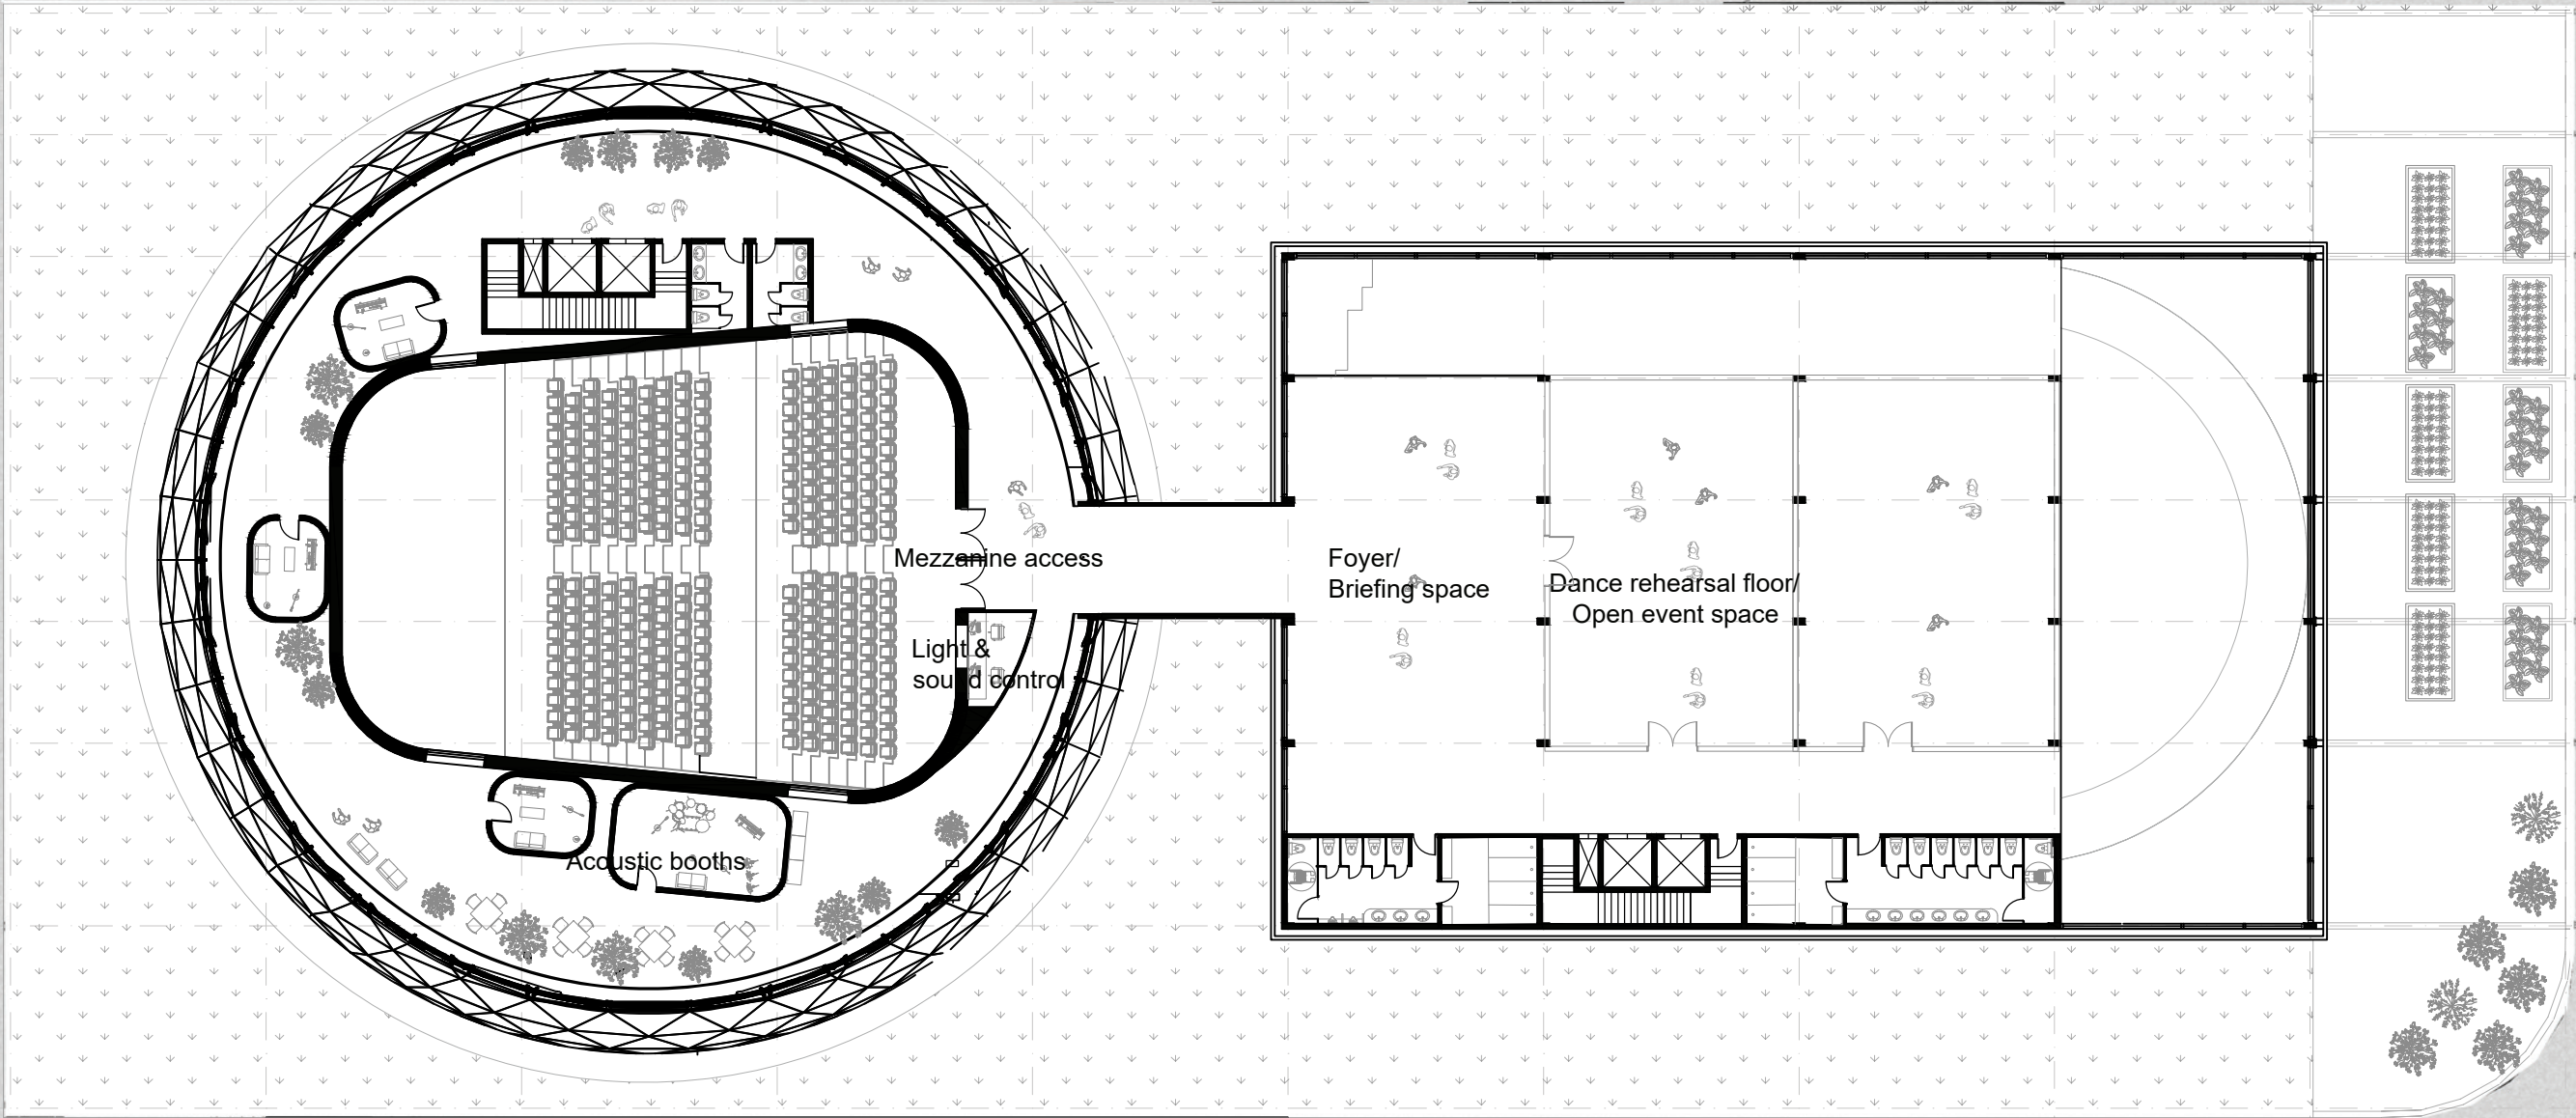 Mezzanine access
Light &
sound control
Acoustic booths
Foyer/
Briefing space
Dance rehearsal floor/
Open event space